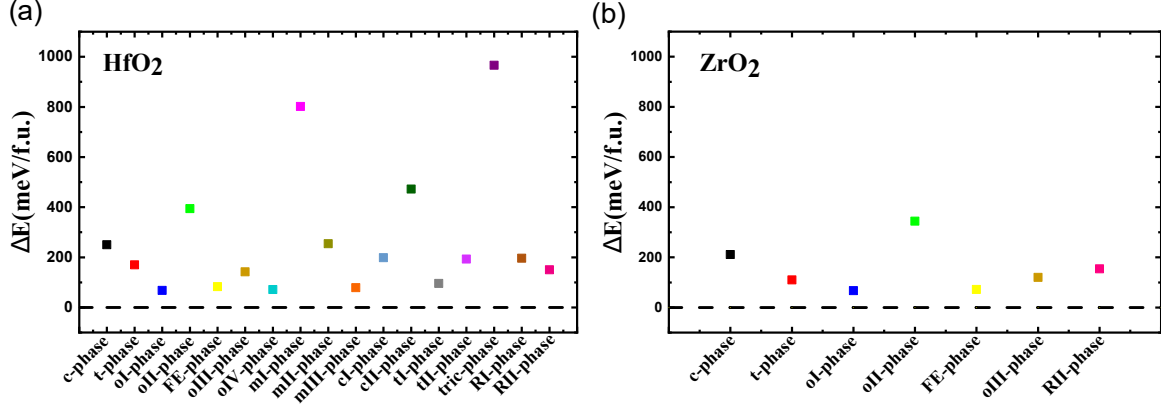 (a)
HfO2
ΔE(meV/f.u.)
1000
800
600
400
200
0
c-phase
t-phase
oI-phase
oII-phase
FE-phase
oIII-phase
oIV-phase
mI-phase
mII-phase
mIII-phase
cI-phase
cII-phase
tI-phase
tII-phase
tric-phase
RI-phase
RII-phase
(b)
ZrO2
ΔE(meV/f.u.)
1000
800
600
400
200
0
c-phase
t-phase
oI-phase
oII-phase
FE-phase
oIII-phase
RII-phase